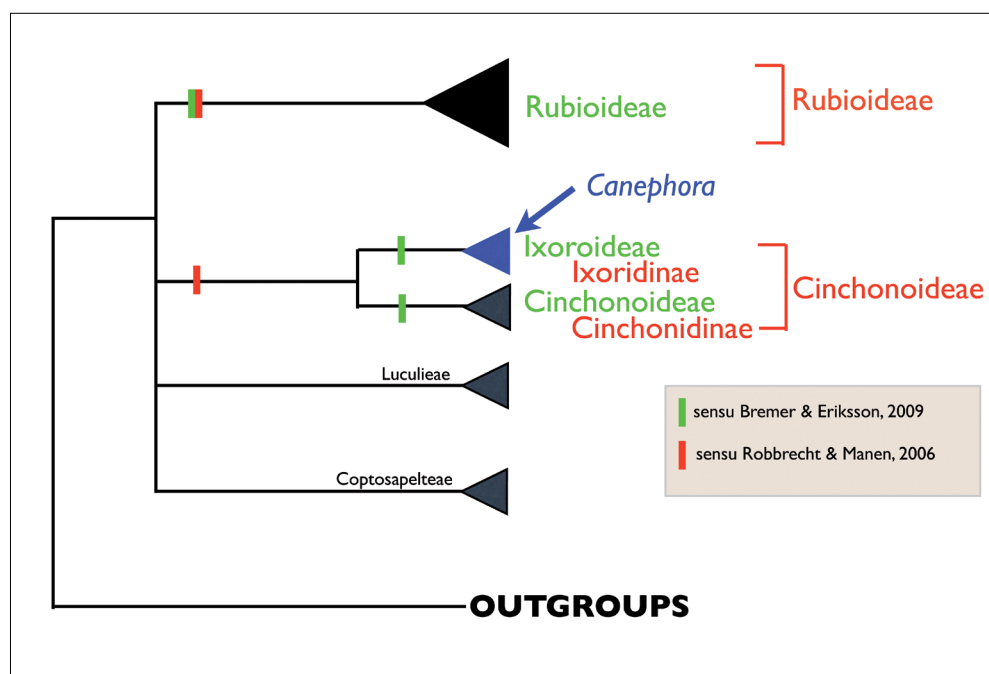 Rubioideae
Rubioideae
Canephora
Ixoroideae
Ixoridinae
Cinchonoideae
Cinchonoideae
Cinchonidinae
Luculieae
sensu Bremer & Eriksson, 2009
sensu Robbrecht & Manen, 2006
Coptosapelteae
OUTGROUPS